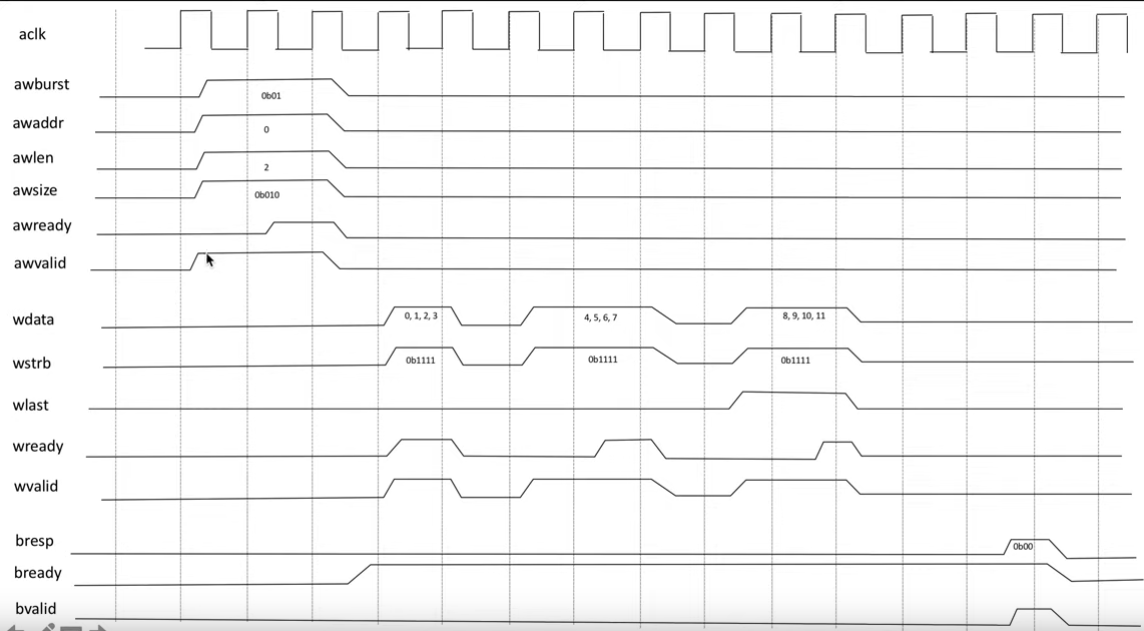 aclk
awburst
0b01
awaddr
0
awlen
2
awsize
0b010
awready
awvalid
wdata 0, 1, 2, 3 4, 5, 6, 7 8, 9, 10, 11
wstrb 0b1111 0b1111 0b1111
wlast
wready
wvalid
bresp 0b00
bready
bvalid